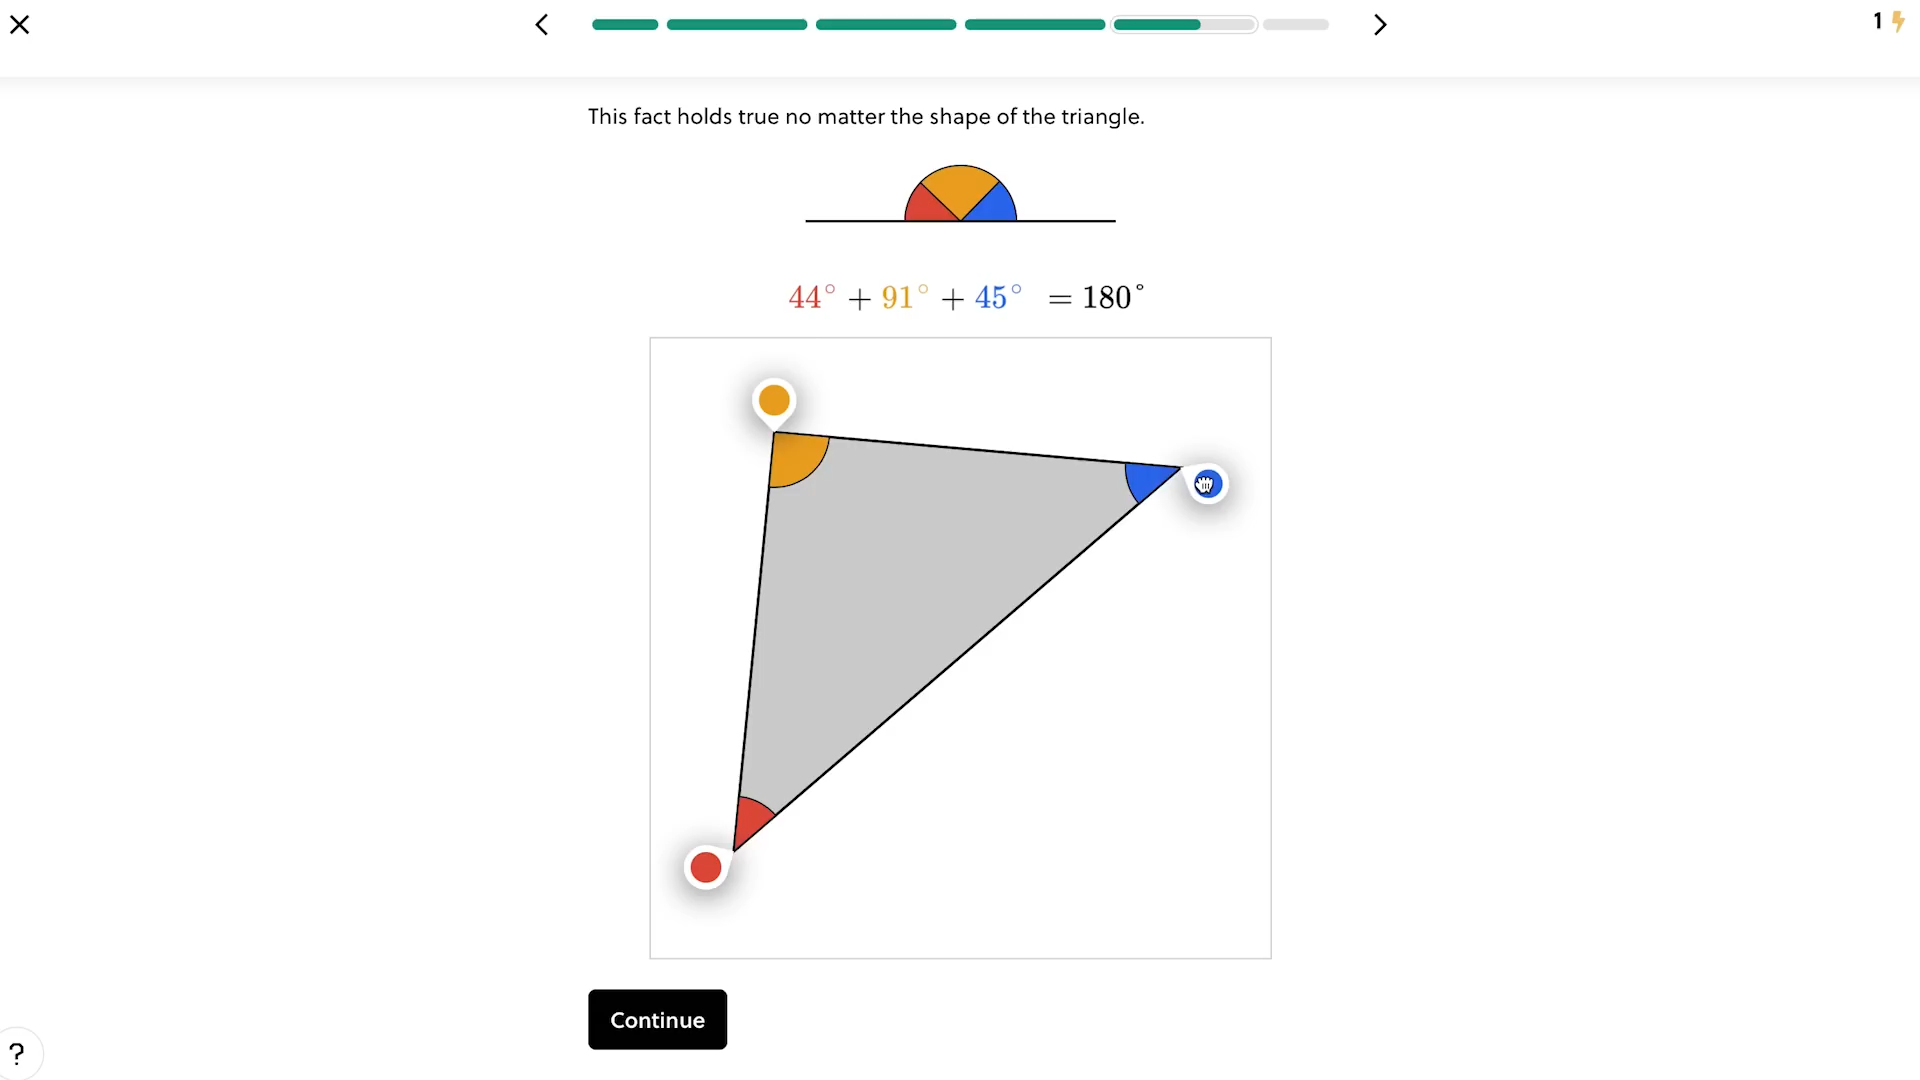 1
This fact holds true no matter the shape of the triangle.
44° + 91° + 45° = 180°
Continue
?